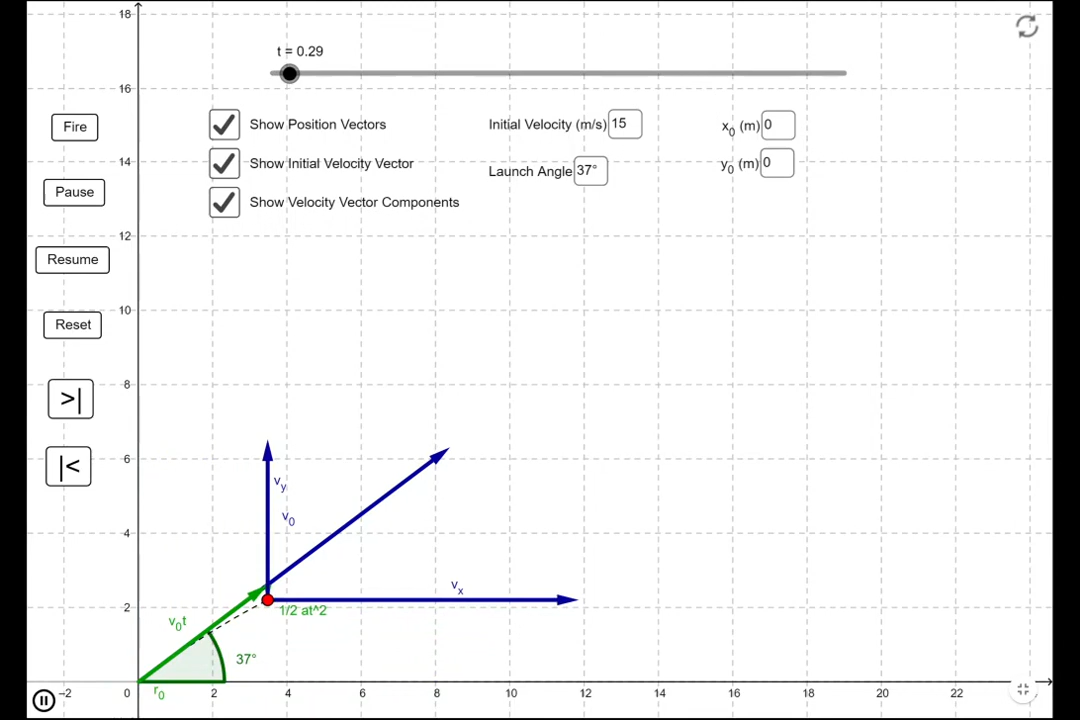 18
t = 0.29
16
Fire
Show Position Vectors
Initial Velocity (m/s) 15
x0 (m) 0
14
Show Initial Velocity Vector
Launch Angle 37°
y0 (m) 0
Pause
Show Velocity Vector Components
12
Resume
10
Reset
8
>|
6
|<
vy
v0
4
vx
2
1/2 at^2
v0t
37°
r0
−2 0 2 4 6 8 10 12 14 16 18 20 22